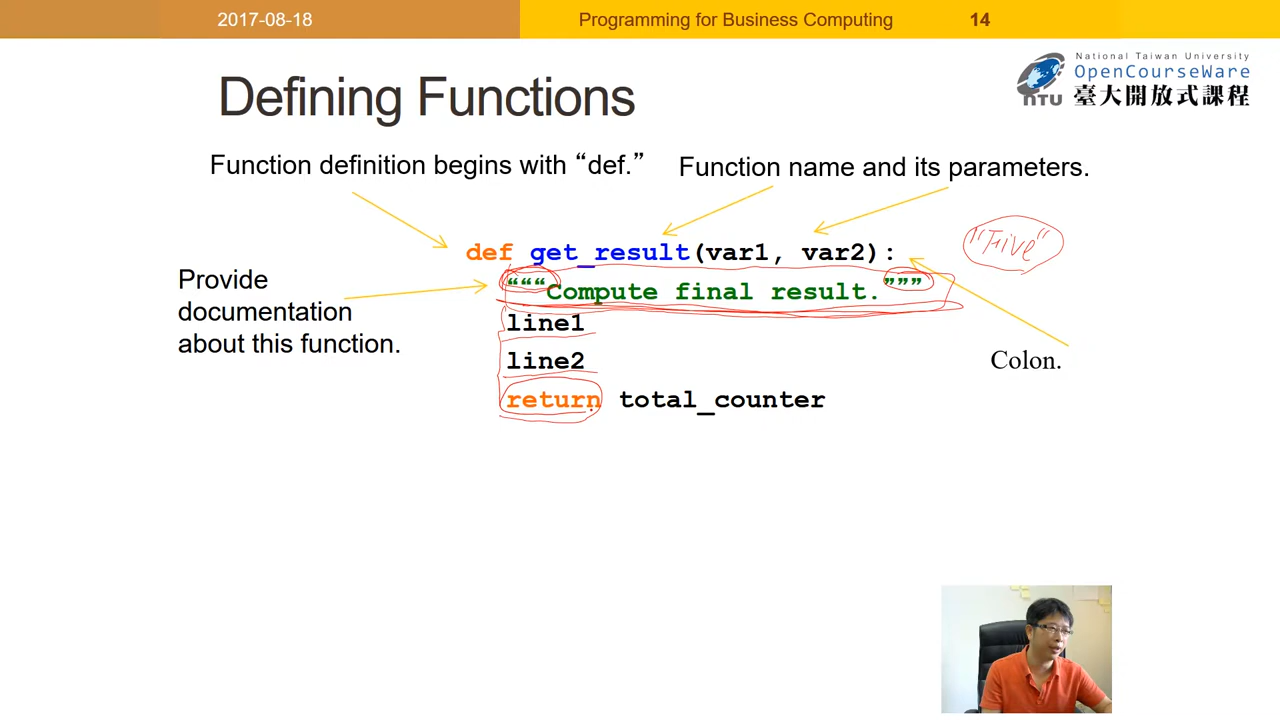 2017-08-18
Programming for Business Computing
14
National Taiwan University
OpenCourseWare
NTU 臺大開放式課程
Defining Functions
Function definition begins with “def.”
Function name and its parameters.
def get_result(var1, var2):
"Five"
Provide
documentation
about this function.
“““Compute final result.”””
line1
line2
return total_counter
Colon.